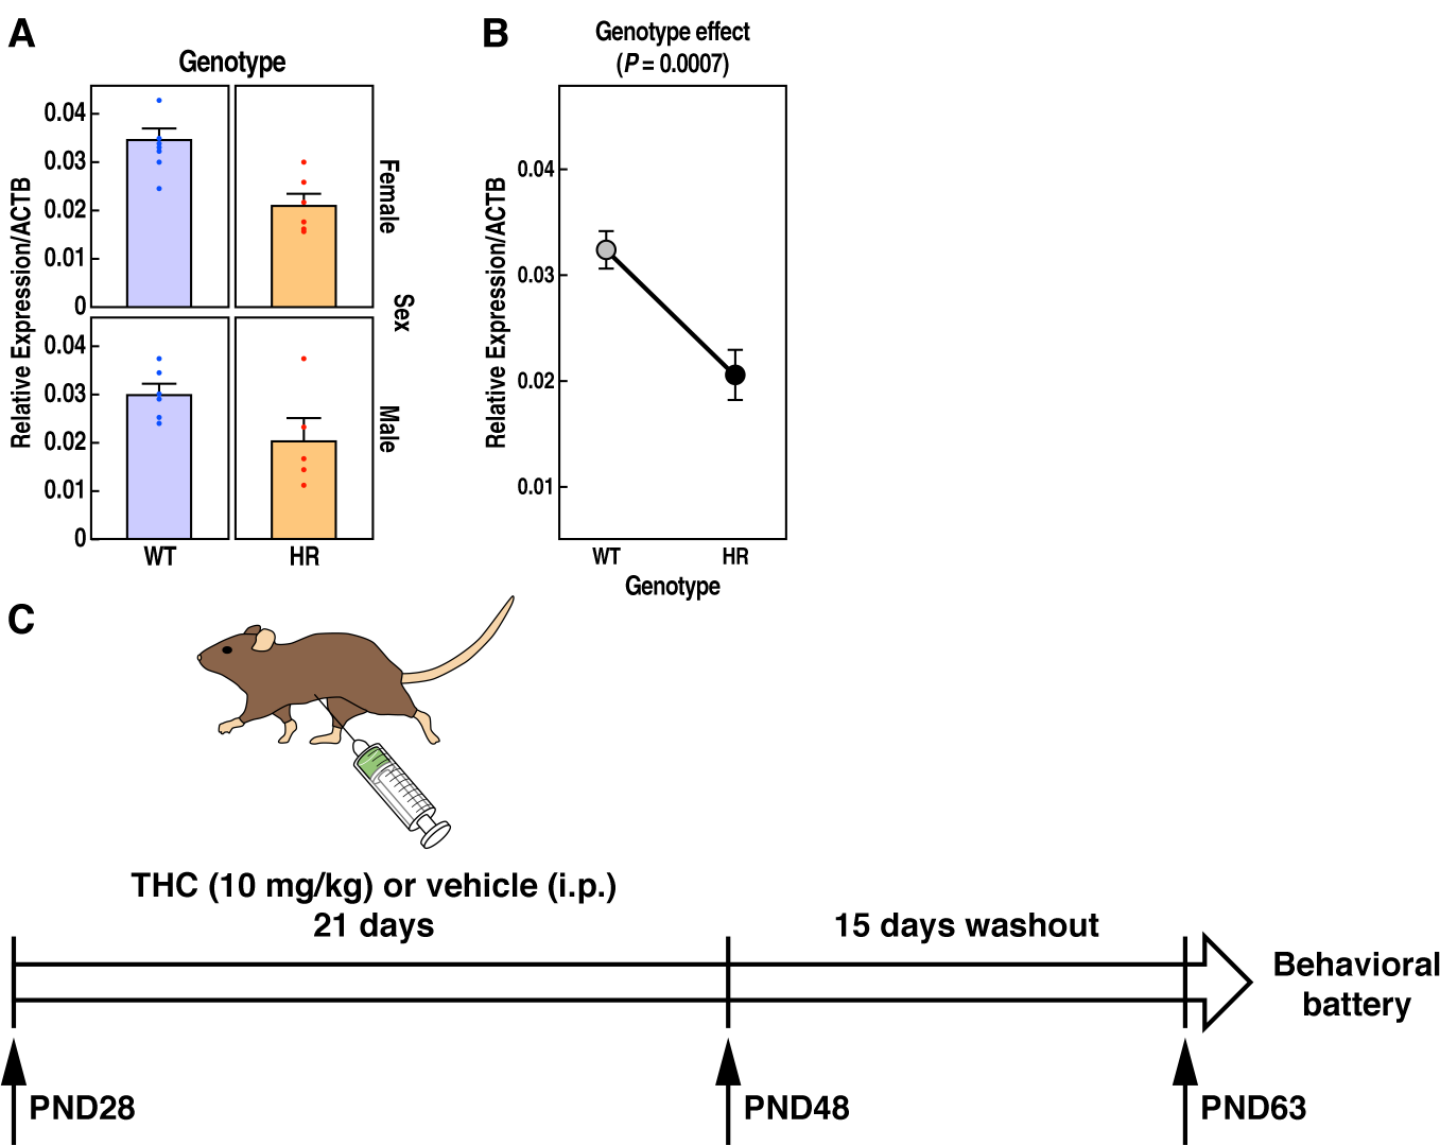 A
Genotype
Relative Expression/ACTB
0.04
0.03
0.02
0.01
0
Female
Sex
0.04
0.03
0.02
0.01
0
Male
WT
HR
B
Genotype effect
(P = 0.0007)
Relative Expression/ACTB
0.04
0.03
0.02
0.01
WT
HR
Genotype
C
THC (10 mg/kg) or vehicle (i.p.)
21 days
15 days washout
Behavioral
battery
PND28
PND48
PND63